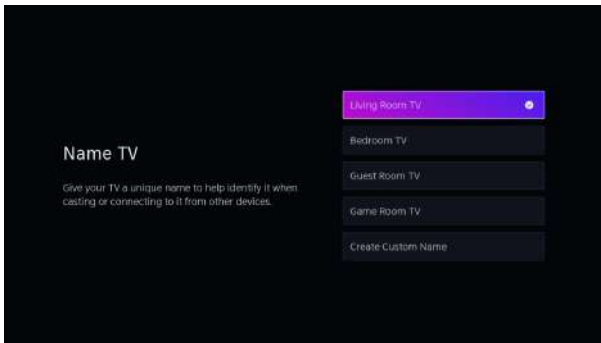 Name TV
Give your TV a unique name to help identify it when
casting or connecting to it from other devices.
Living Room TV
Bedroom TV
Guest Room TV
Game Room TV
Create Custom Name